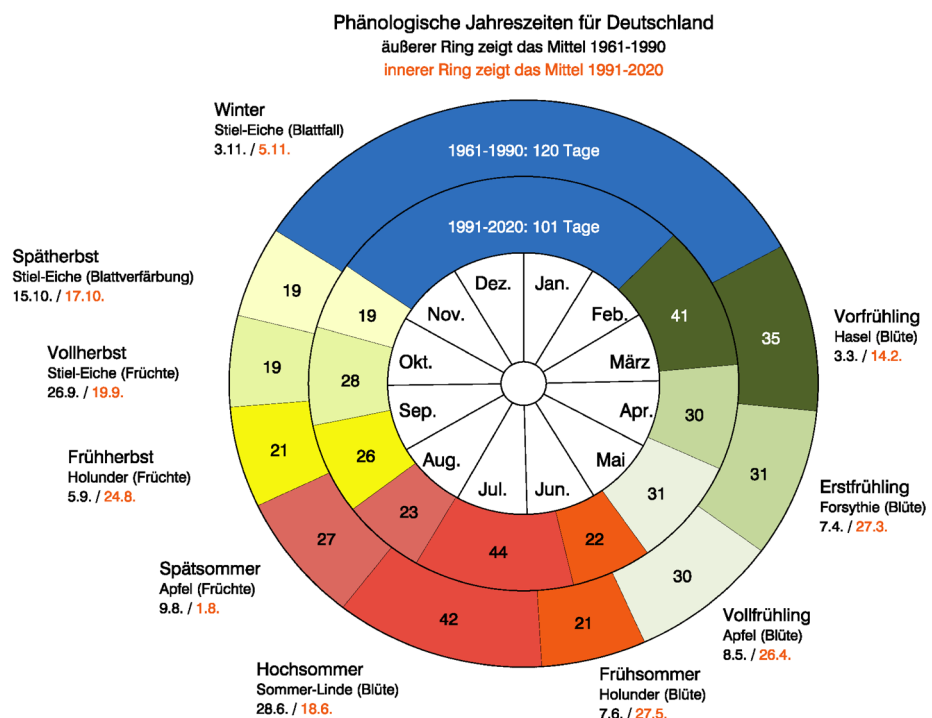 Phänologische Jahreszeiten für Deutschland
äußerer Ring zeigt das Mittel 1961-1990
innerer Ring zeigt das Mittel 1991-2020
Winter
Stiel-Eiche (Blattfall)
3.11. / 5.11.
1961-1990: 120 Tage
1991-2020: 101 Tage
Spätherbst
Stiel-Eiche (Blattverfärbung)
15.10. / 17.10.
Vollherbst
Stiel-Eiche (Früchte)
26.9. / 19.9.
Frühherbst
Holunder (Früchte)
5.9. / 24.8.
Spätsommer
Apfel (Früchte)
9.8. / 1.8.
Hochsommer
Sommer-Linde (Blüte)
28.6. / 18.6.
Frühsommer
Holunder (Blüte)
7.6. / 27.5.
Vollfrühling
Apfel (Blüte)
8.5. / 26.4.
Erstfrühling
Forsythie (Blüte)
7.4. / 27.3.
Vorfrühling
Hasel (Blüte)
3.3. / 14.2.
19
19
21
27
42
21
30
31
35
19
28
26
23
44
22
31
30
41
Jan.
Feb.
März
Apr.
Mai
Jun.
Jul.
Aug.
Sep.
Okt.
Nov.
Dez.